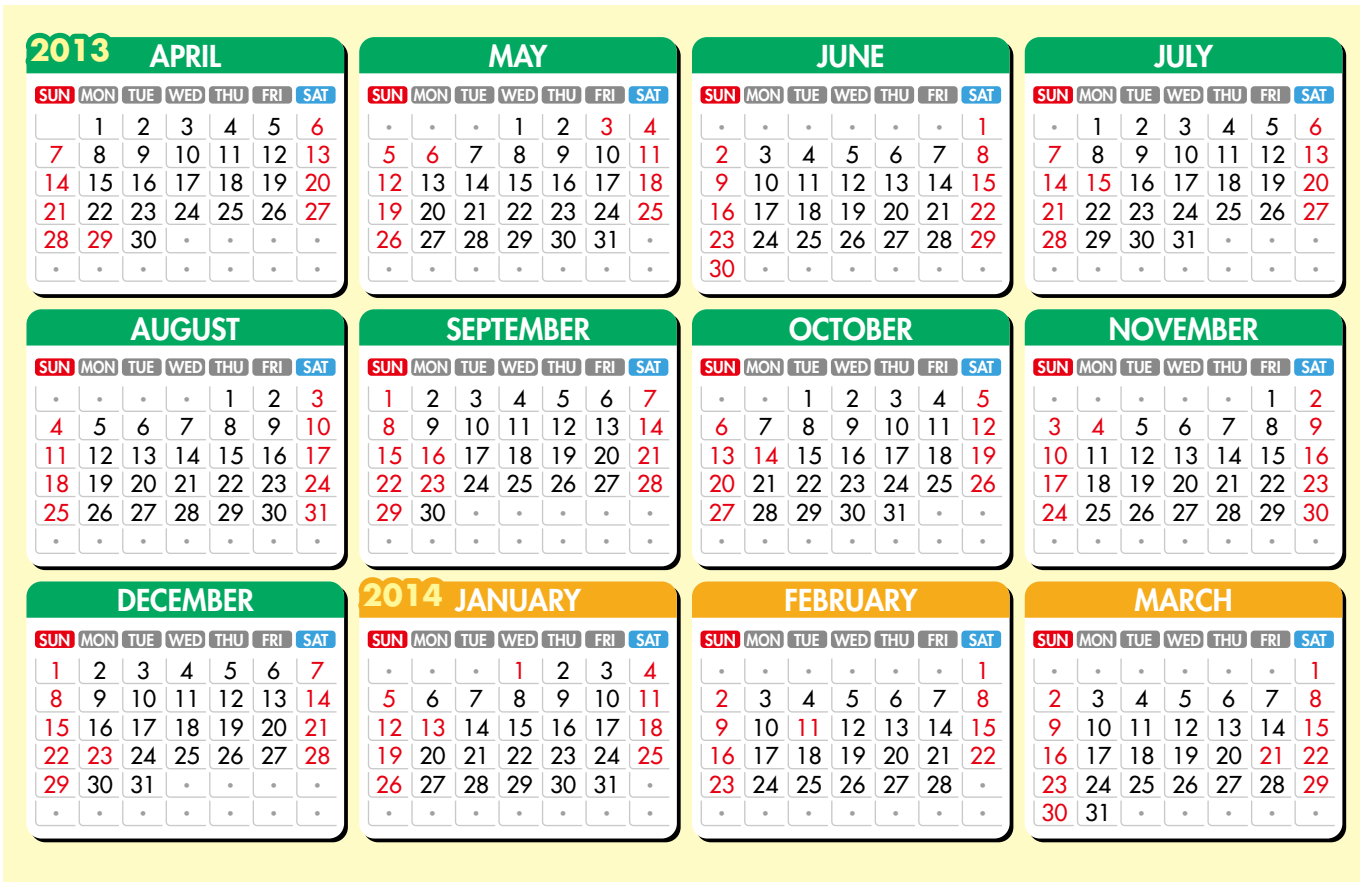 2013 APRIL
SUN MON TUE WED THU FRI SAT
1 2 3 4 5 6
7 8 9 10 11 12 13
14 15 16 17 18 19 20
21 22 23 24 25 26 27
28 29 30
MAY
SUN MON TUE WED THU FRI SAT
1 2 3 4
5 6 7 8 9 10 11
12 13 14 15 16 17 18
19 20 21 22 23 24 25
26 27 28 29 30 31
JUNE
SUN MON TUE WED THU FRI SAT
1
2 3 4 5 6 7 8
9 10 11 12 13 14 15
16 17 18 19 20 21 22
23 24 25 26 27 28 29
30
JULY
SUN MON TUE WED THU FRI SAT
1 2 3 4 5 6
7 8 9 10 11 12 13
14 15 16 17 18 19 20
21 22 23 24 25 26 27
28 29 30 31
AUGUST
SUN MON TUE WED THU FRI SAT
1 2 3
4 5 6 7 8 9 10
11 12 13 14 15 16 17
18 19 20 21 22 23 24
25 26 27 28 29 30 31
SEPTEMBER
SUN MON TUE WED THU FRI SAT
1 2 3 4 5 6 7
8 9 10 11 12 13 14
15 16 17 18 19 20 21
22 23 24 25 26 27 28
29 30
OCTOBER
SUN MON TUE WED THU FRI SAT
1 2 3 4 5
6 7 8 9 10 11 12
13 14 15 16 17 18 19
20 21 22 23 24 25 26
27 28 29 30 31
NOVEMBER
SUN MON TUE WED THU FRI SAT
1 2
3 4 5 6 7 8 9
10 11 12 13 14 15 16
17 18 19 20 21 22 23
24 25 26 27 28 29 30
DECEMBER
SUN MON TUE WED THU FRI SAT
1 2 3 4 5 6 7
8 9 10 11 12 13 14
15 16 17 18 19 20 21
22 23 24 25 26 27 28
29 30 31
2014 JANUARY
SUN MON TUE WED THU FRI SAT
1 2 3 4
5 6 7 8 9 10 11
12 13 14 15 16 17 18
19 20 21 22 23 24 25
26 27 28 29 30 31
FEBRUARY
SUN MON TUE WED THU FRI SAT
1
2 3 4 5 6 7 8
9 10 11 12 13 14 15
16 17 18 19 20 21 22
23 24 25 26 27 28
MARCH
SUN MON TUE WED THU FRI SAT
1
2 3 4 5 6 7 8
9 10 11 12 13 14 15
16 17 18 19 20 21 22
23 24 25 26 27 28 29
30 31